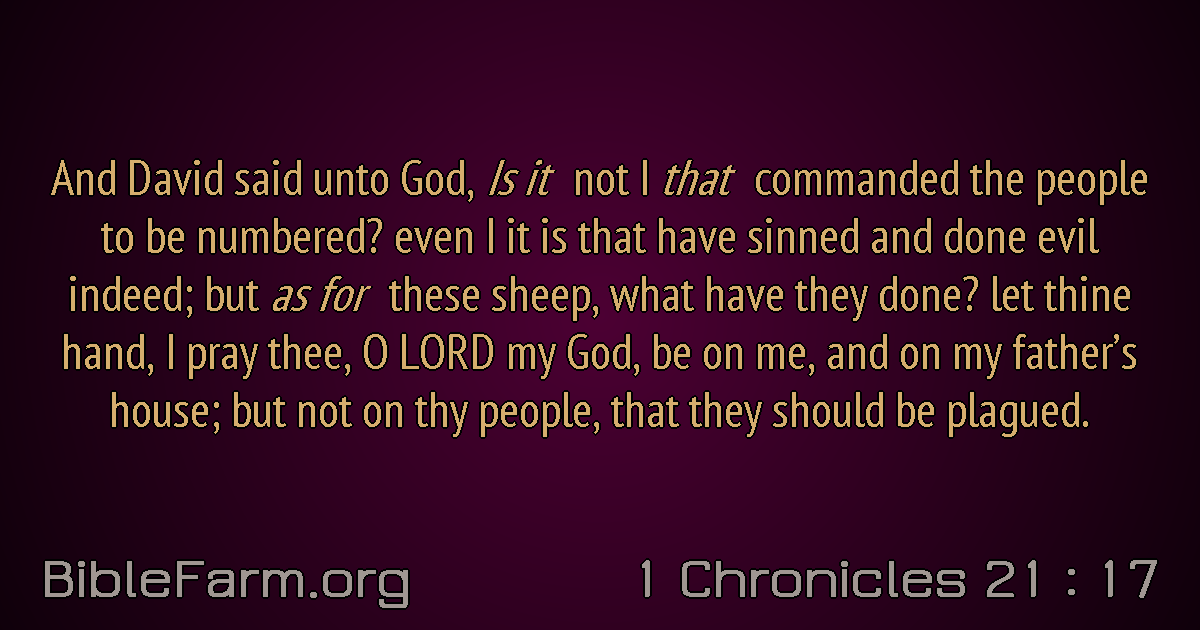 And David said unto God, Is it not I that commanded the people
to be numbered? even I it is that have sinned and done evil
indeed; but as for these sheep, what have they done? let thine
hand, I pray thee, O LORD my God, be on me, and on my father’s
house; but not on thy people, that they should be plagued.
BibleFarm.org
1 Chronicles 21 : 17